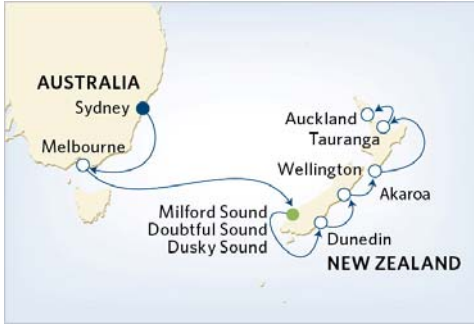 AUSTRALIA
Sydney
Melbourne
Auckland
Tauranga
Wellington
Akaroa
Milford Sound
Doubtful Sound
Dusky Sound
Dunedin
NEW ZEALAND